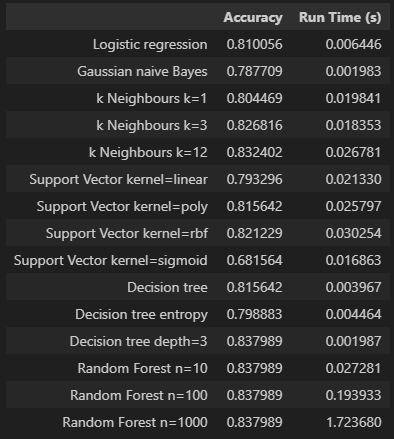 Accuracy Run Time (s)
Logistic regression 0.810056 0.006446
Gaussian naive Bayes 0.787709 0.001983
k Neighbours k=1 0.804469 0.019841
k Neighbours k=3 0.826816 0.018353
k Neighbours k=12 0.832402 0.026781
Support Vector kernel=linear 0.793296 0.021330
Support Vector kernel=poly 0.815642 0.025797
Support Vector kernel=rbf 0.821229 0.030254
Support Vector kernel=sigmoid 0.681564 0.016863
Decision tree 0.815642 0.003967
Decision tree entropy 0.798883 0.004464
Decision tree depth=3 0.837989 0.001987
Random Forest n=10 0.837989 0.027281
Random Forest n=100 0.837989 0.193933
Random Forest n=1000 0.837989 1.723680